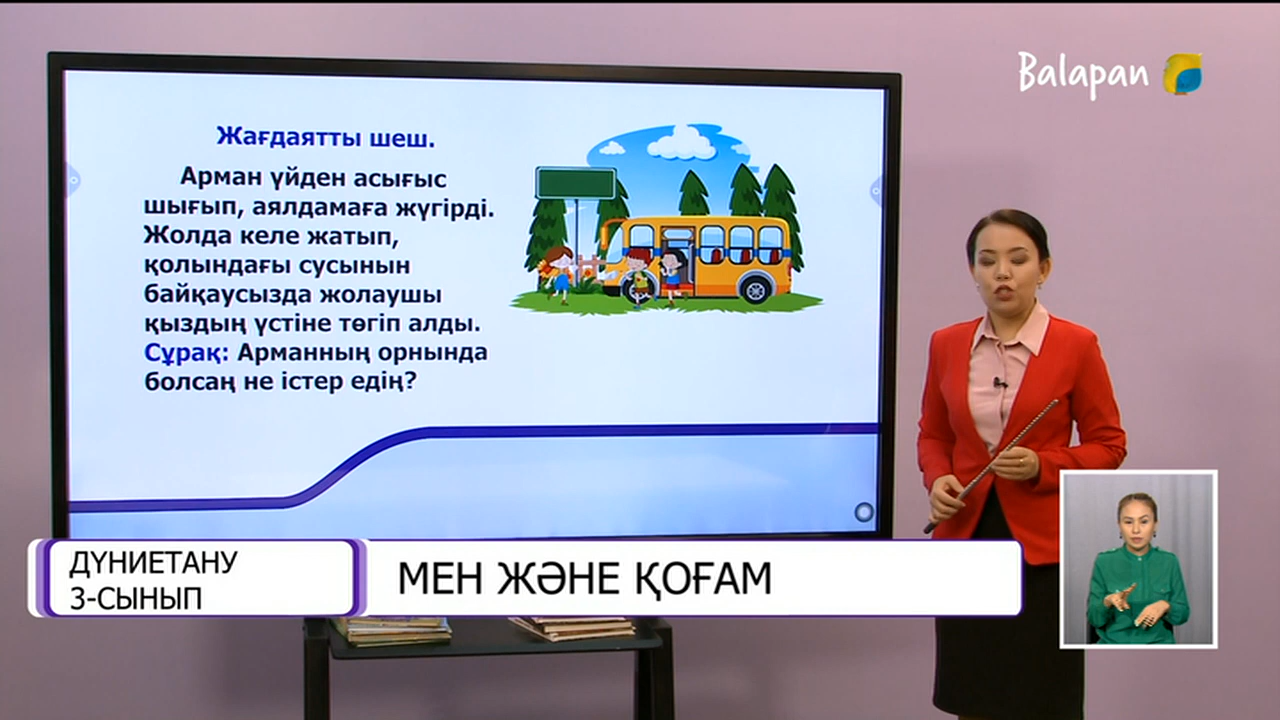 Balapan
Жағдаятты шеш.
Арман үйден асығыс
шығып, аялдамаға жүгірді.
Жолда келе жатып,
қолындағы сусынын
байқаусызда жолаушы
қыздың үстіне төгіп алды.
Сұрақ: Арманның орнында
болсаң не істер едің?
ДҮНИЕТАНУ
3-СЫНЫП
МЕН ЖӘНЕ ҚОҒАМ